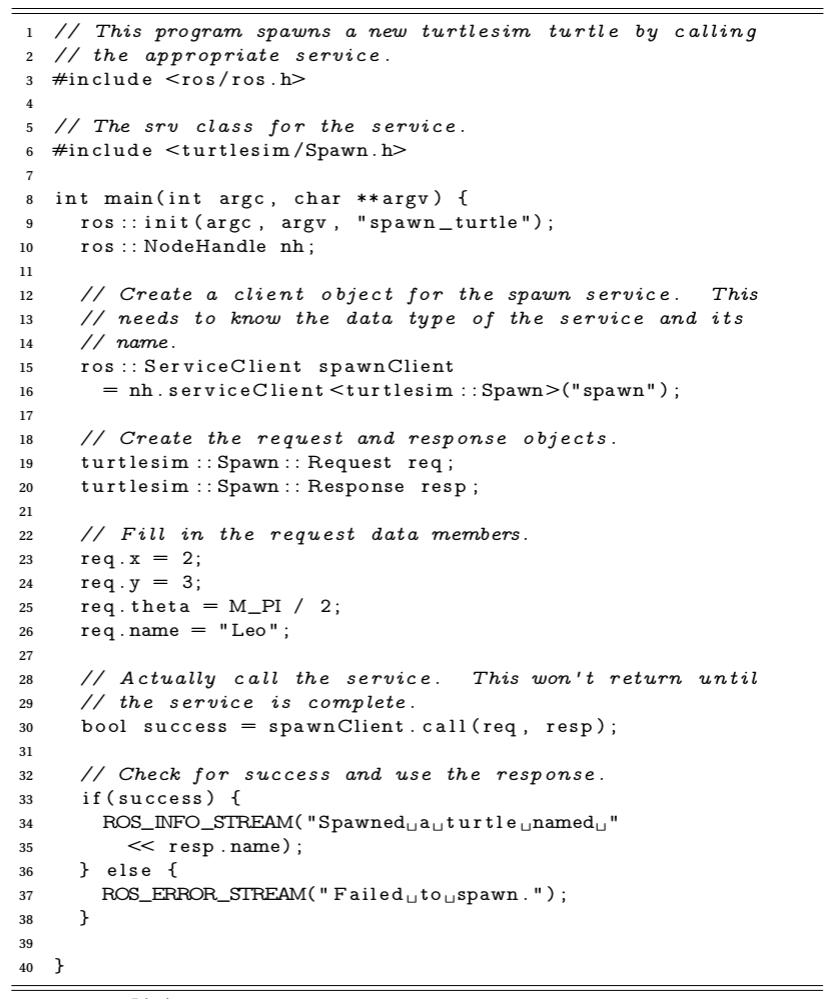 1 // This program spawns a new turtlesim turtle by calling
2 // the appropriate service.
3 #include <ros/ros.h>
4
5 // The srv class for the service.
6 #include <turtlesim/Spawn.h>
7
8 int main(int argc, char **argv) {
9 ros::init(argc, argv, "spawn_turtle");
10 ros::NodeHandle nh;
11
12 // Create a client object for the spawn service. This
13 // needs to know the data type of the service and its
14 // name.
15 ros::ServiceClient spawnClient
16 = nh.serviceClient<turtlesim::Spawn>("spawn");
17
18 // Create the request and response objects.
19 turtlesim::Spawn::Request req;
20 turtlesim::Spawn::Response resp;
21
22 // Fill in the request data members.
23 req.x = 2;
24 req.y = 3;
25 req.theta = M_PI / 2;
26 req.name = "Leo";
27
28 // Actually call the service. This won't return until
29 // the service is complete.
30 bool success = spawnClient.call(req, resp);
31
32 // Check for success and use the response.
33 if(success) {
34 ROS_INFO_STREAM("Spawned␣a␣turtle␣named␣"
35 << resp.name);
36 } else {
37 ROS_ERROR_STREAM("Failed␣to␣spawn.");
38 }
39
40 }